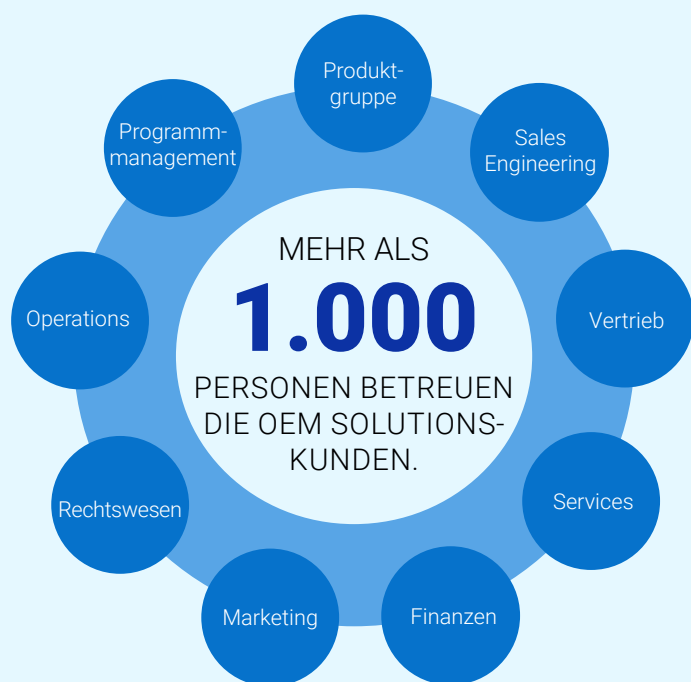 Produkt-
gruppe
Sales
Engineering
Vertrieb
Services
Finanzen
Marketing
Rechtswesen
Operations
Programm-
management
MEHR ALS
1.000
PERSONEN BETREUEN
DIE OEM SOLUTIONS-
KUNDEN.